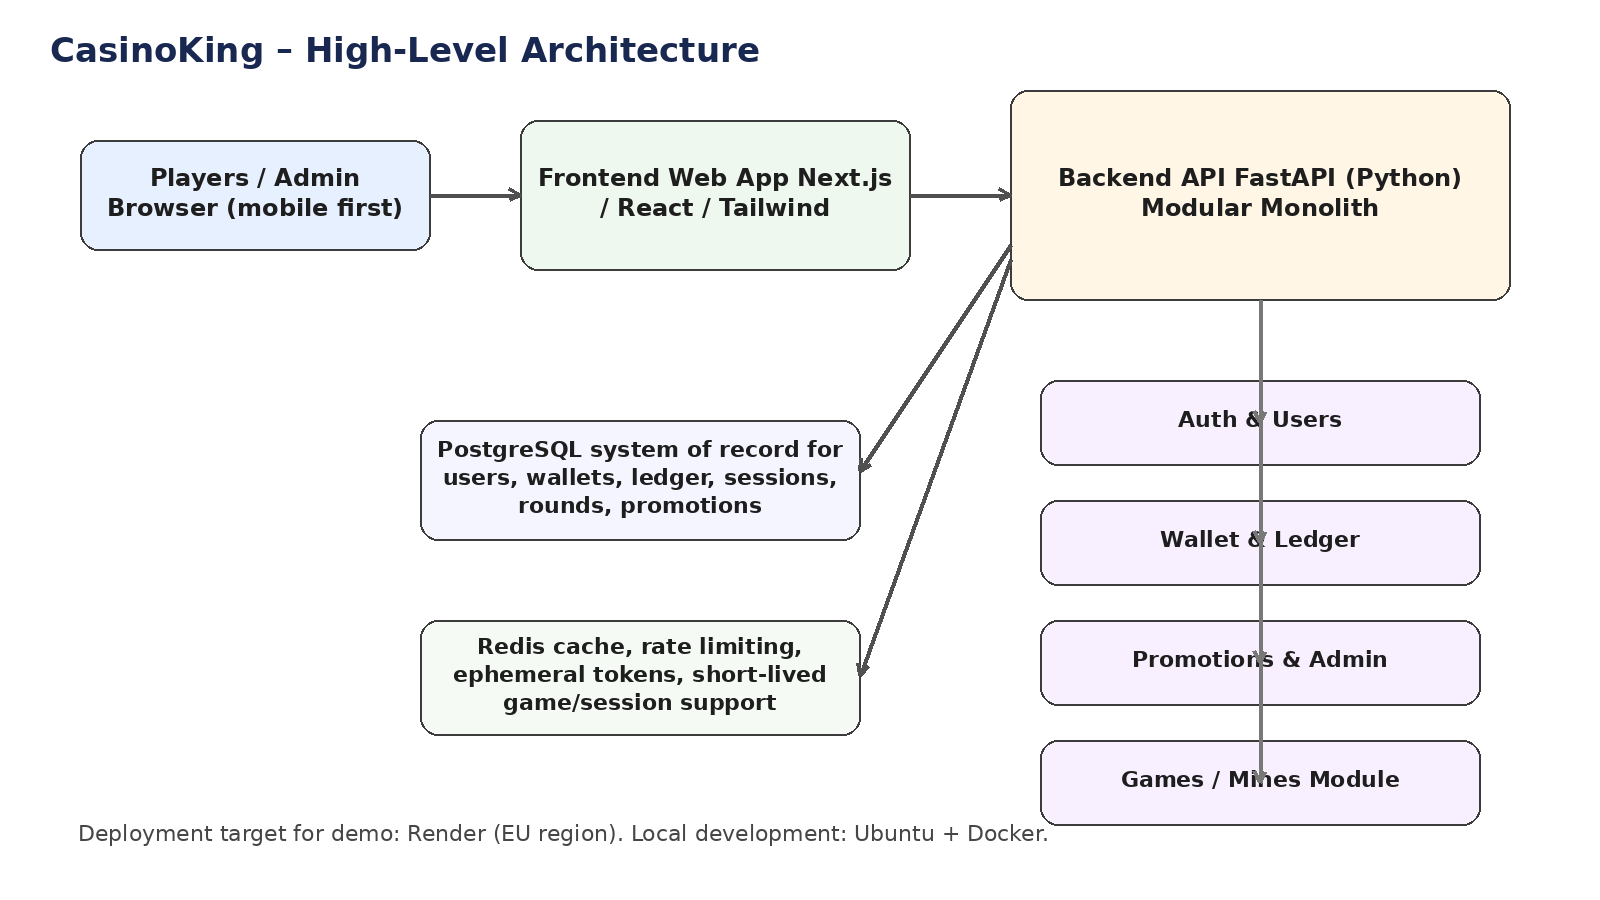 CasinoKing – High-Level Architecture
Players / Admin
Browser (mobile first)
Frontend Web App Next.js
/ React / Tailwind
Backend API FastAPI (Python)
Modular Monolith
PostgreSQL system of record for
users, wallets, ledger, sessions,
rounds, promotions
Redis cache, rate limiting,
ephemeral tokens, short-lived
game/session support
Auth & Users
Wallet & Ledger
Promotions & Admin
Games / Mines Module
Deployment target for demo: Render (EU region). Local development: Ubuntu + Docker.